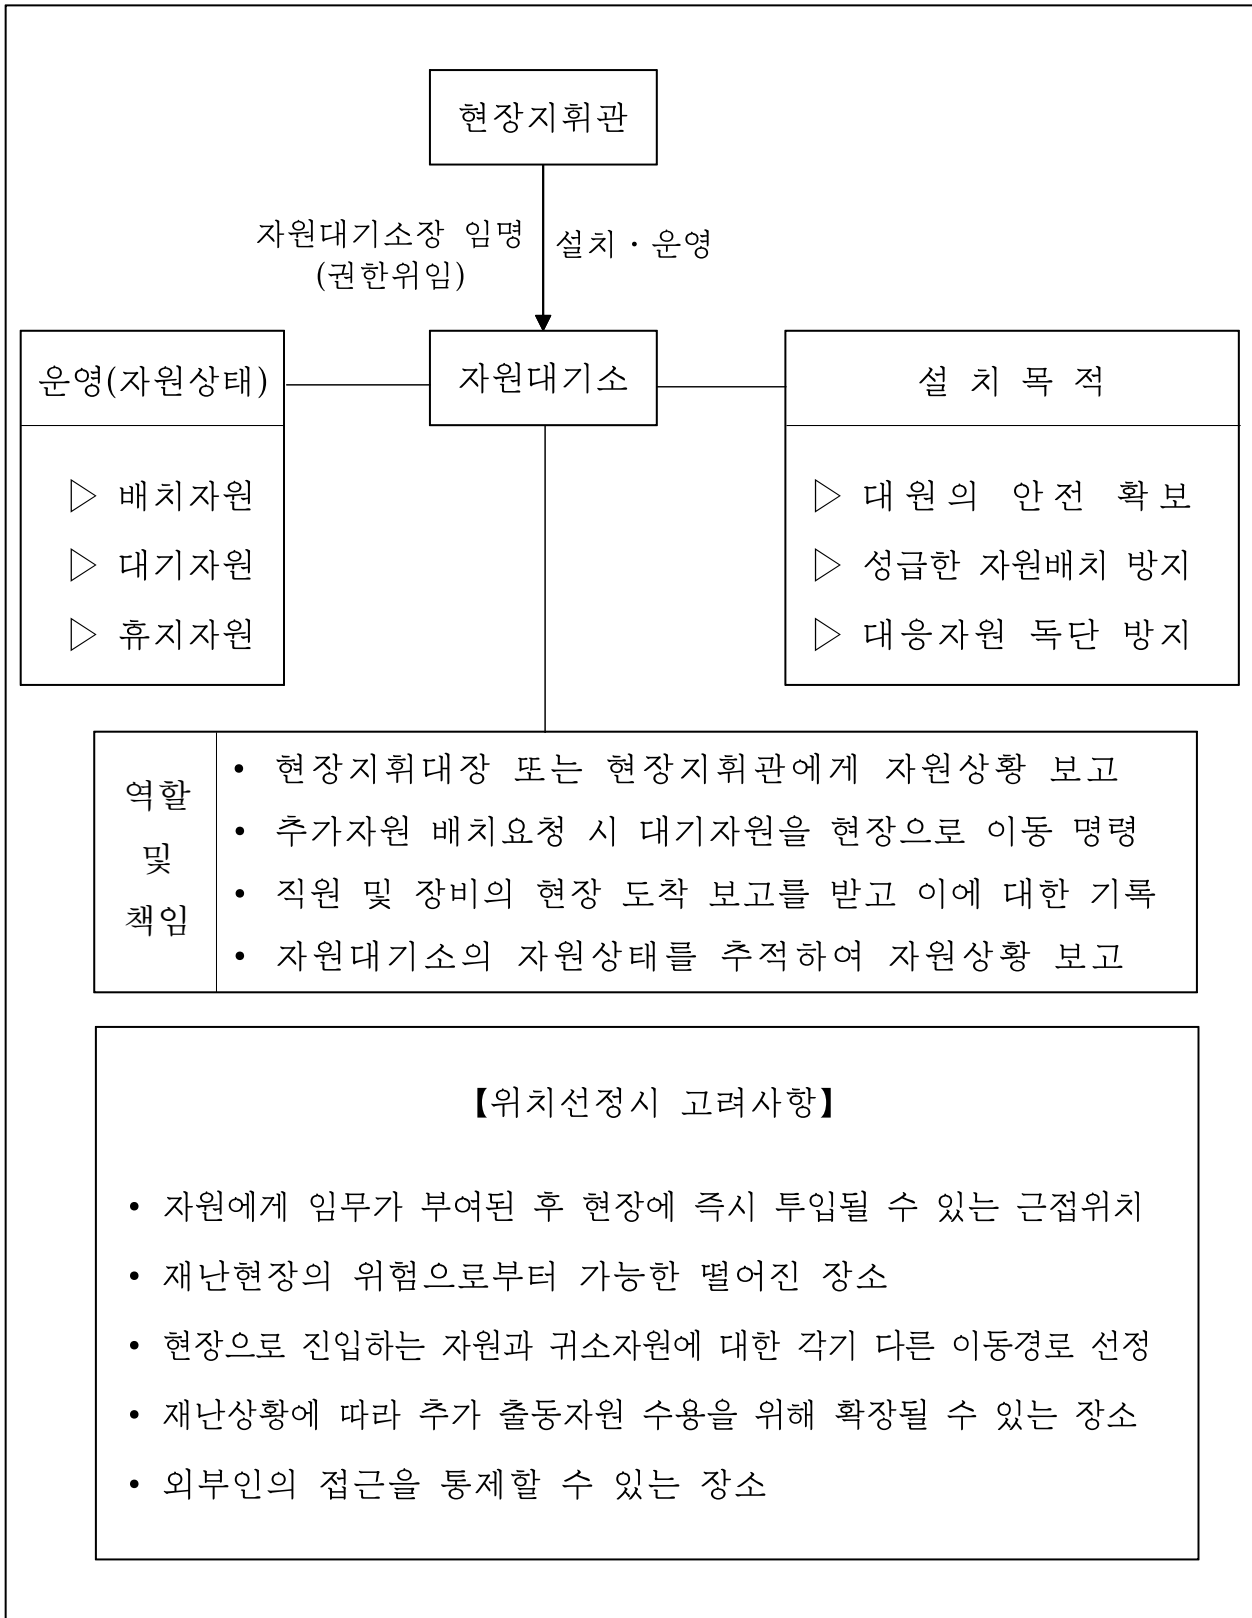 현장지휘관
자원대기소장 임명
(권한위임)
설치 · 운영
운영(자원상태)
▷ 배치자원
▷ 대기자원
▷ 휴지자원
자원대기소
설 치 목 적
▷ 대원의 안전 확보
▷ 성급한 자원배치 방지
▷ 대응자원 독단 방지
역할
및
책임
• 현장지휘대장 또는 현장지휘관에게 자원상황 보고
• 추가자원 배치요청 시 대기자원을 현장으로 이동 명령
• 직원 및 장비의 현장 도착 보고를 받고 이에 대한 기록
• 자원대기소의 자원상태를 추적하여 자원상황 보고
【위치선정시 고려사항】
• 자원에게 임무가 부여된 후 현장에 즉시 투입될 수 있는 근접위치
• 재난현장의 위험으로부터 가능한 떨어진 장소
• 현장으로 진입하는 자원과 귀소자원에 대한 각기 다른 이동경로 선정
• 재난상황에 따라 추가 출동자원 수용을 위해 확장될 수 있는 장소
• 외부인의 접근을 통제할 수 있는 장소